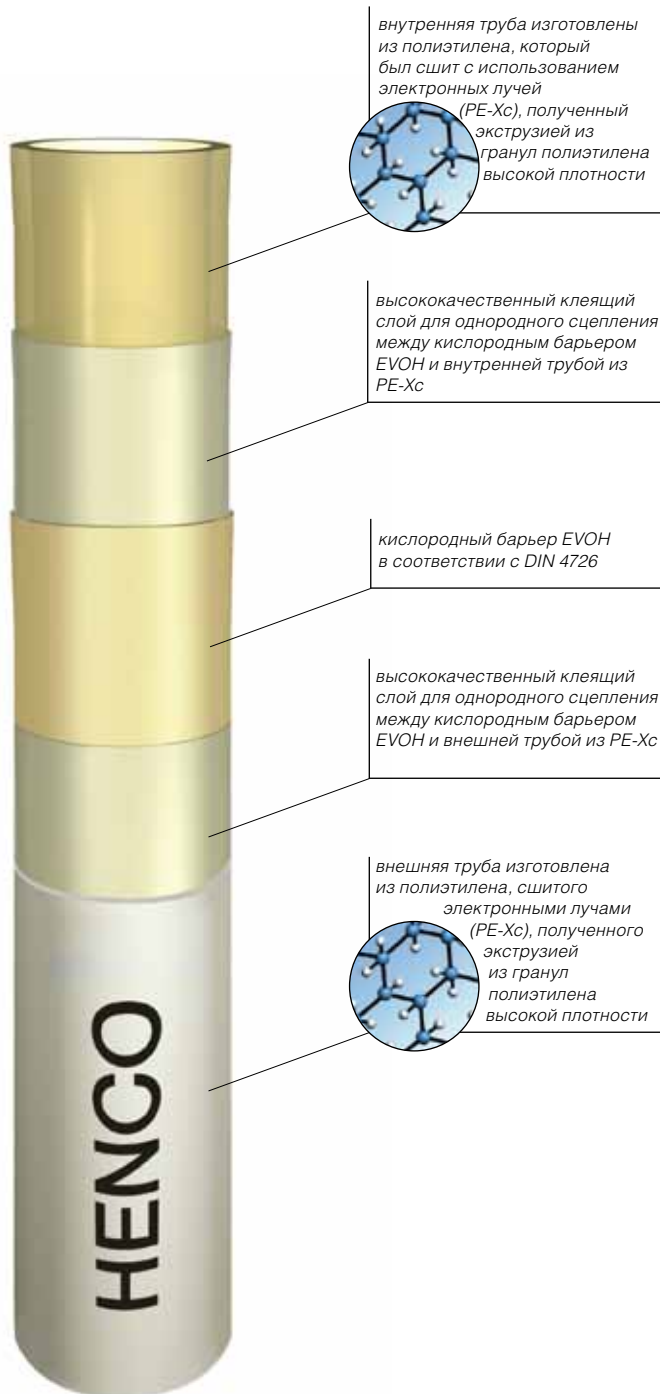 внутренняя труба изготовлены
из полиэтилена, который
был сшит с использованием
электронных лучей
(PE-Xc), полученный
экструзией из
гранул полиэтилена
высокой плотности
высококачественный клеящий
слой для однородного сцепления
между кислородным барьером
EVOH и внутренней трубой из
PE-Xc
кислородный барьер EVOH
в соответствии с DIN 4726
высококачественный клеящий
слой для однородного сцепления
между кислородным барьером
EVOH и внешней трубой из PE-Xc
внешняя труба изготовлена
из полиэтилена, сшитого
электронными лучами
(PE-Xc), полученного
экструзией
из гранул
полиэтилена
высокой плотности
HENCO